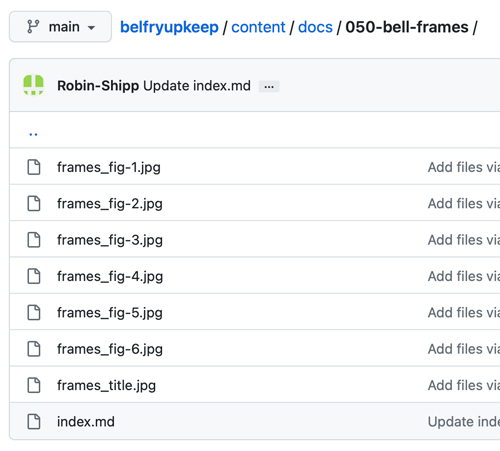 main belfryupkeep / content / docs / 050-bell-frames /
Robin-Shipp Update index.md ...
..
frames_fig-1.jpg Add files via
frames_fig-2.jpg Add files via
frames_fig-3.jpg Add files via
frames_fig-4.jpg Add files via
frames_fig-5.jpg Add files via
frames_fig-6.jpg Add files via
frames_title.jpg Add files via
index.md Update inde